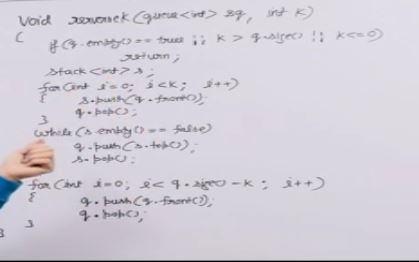 void reversek (queue<int> &q, int k)
{ if (q.empty() == true || k > q.size() || k<=0)
return;
stack<int> s;
for (int i=0; i<k; i++)
{ s.push(q.front());
q.pop();
}
while (s.empty() == false)
q.push(s.top());
s.pop();
for (int i=0; i< q.size() - k; i++)
{ q.push(q.front());
q.pop();
}
}